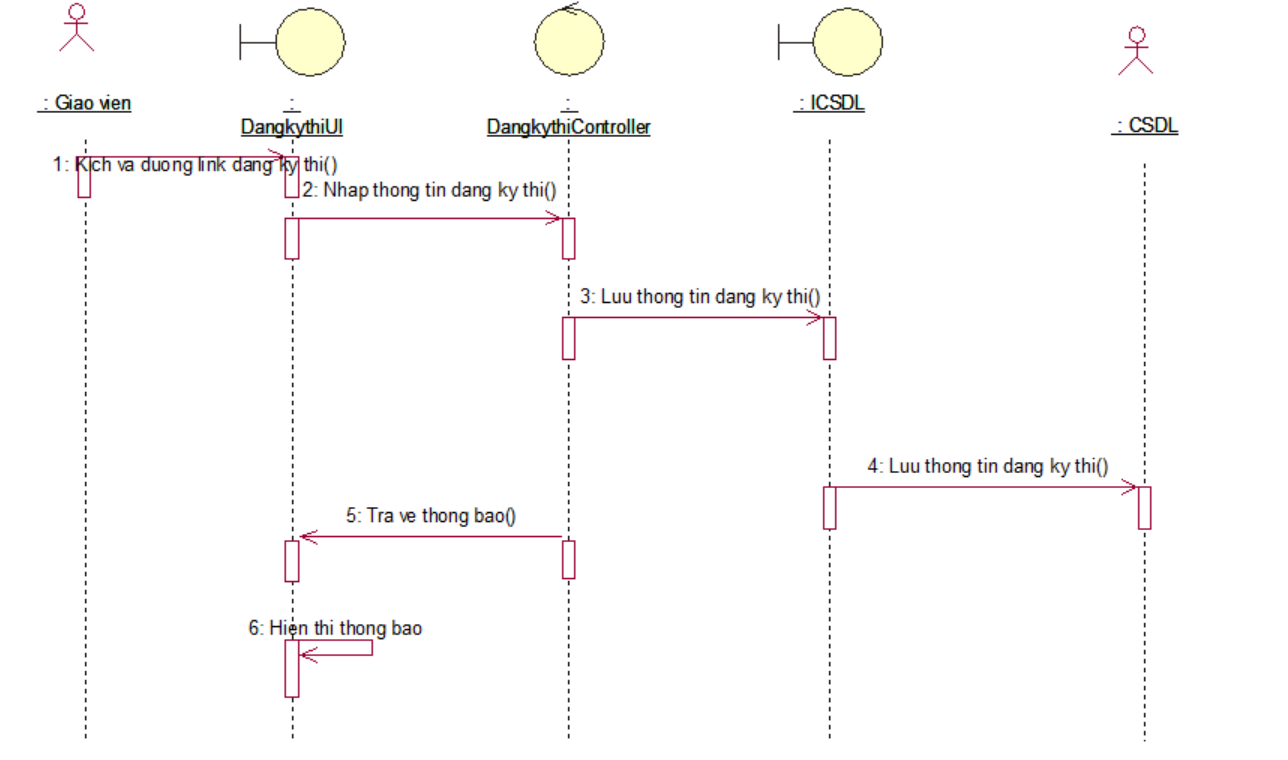 : Giao vien
:
DangkythiUI
:
DangkythiController
: ICSDL
: CSDL
1: Kich va duong link dang ky thi()
2: Nhap thong tin dang ky thi()
3: Luu thong tin dang ky thi()
4: Luu thong tin dang ky thi()
5: Tra ve thong bao()
6: Hien thi thong bao